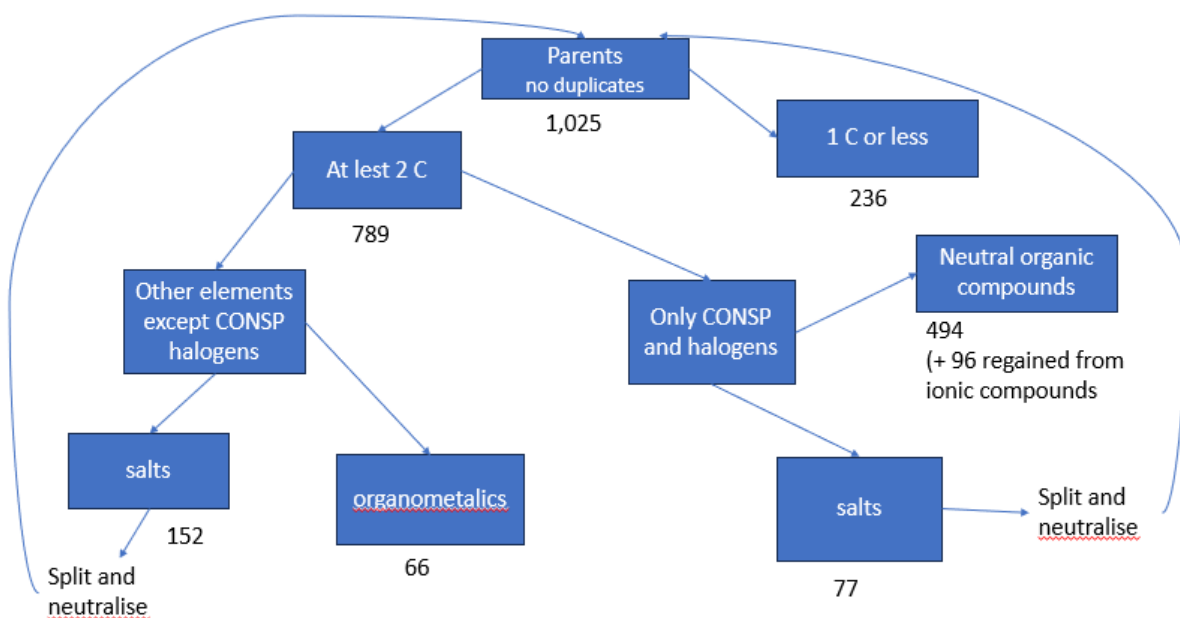 Parents
no duplicates
1,025
1 C or less
236
At lest 2 C
789
Other elements
except CONSP
halogens
Only CONSP
and halogens
Neutral organic
compounds
494
(+ 96 regained from
ionic compounds
salts
152
organometalics
66
salts
77
Split and
neutralise
Split and
neutralise